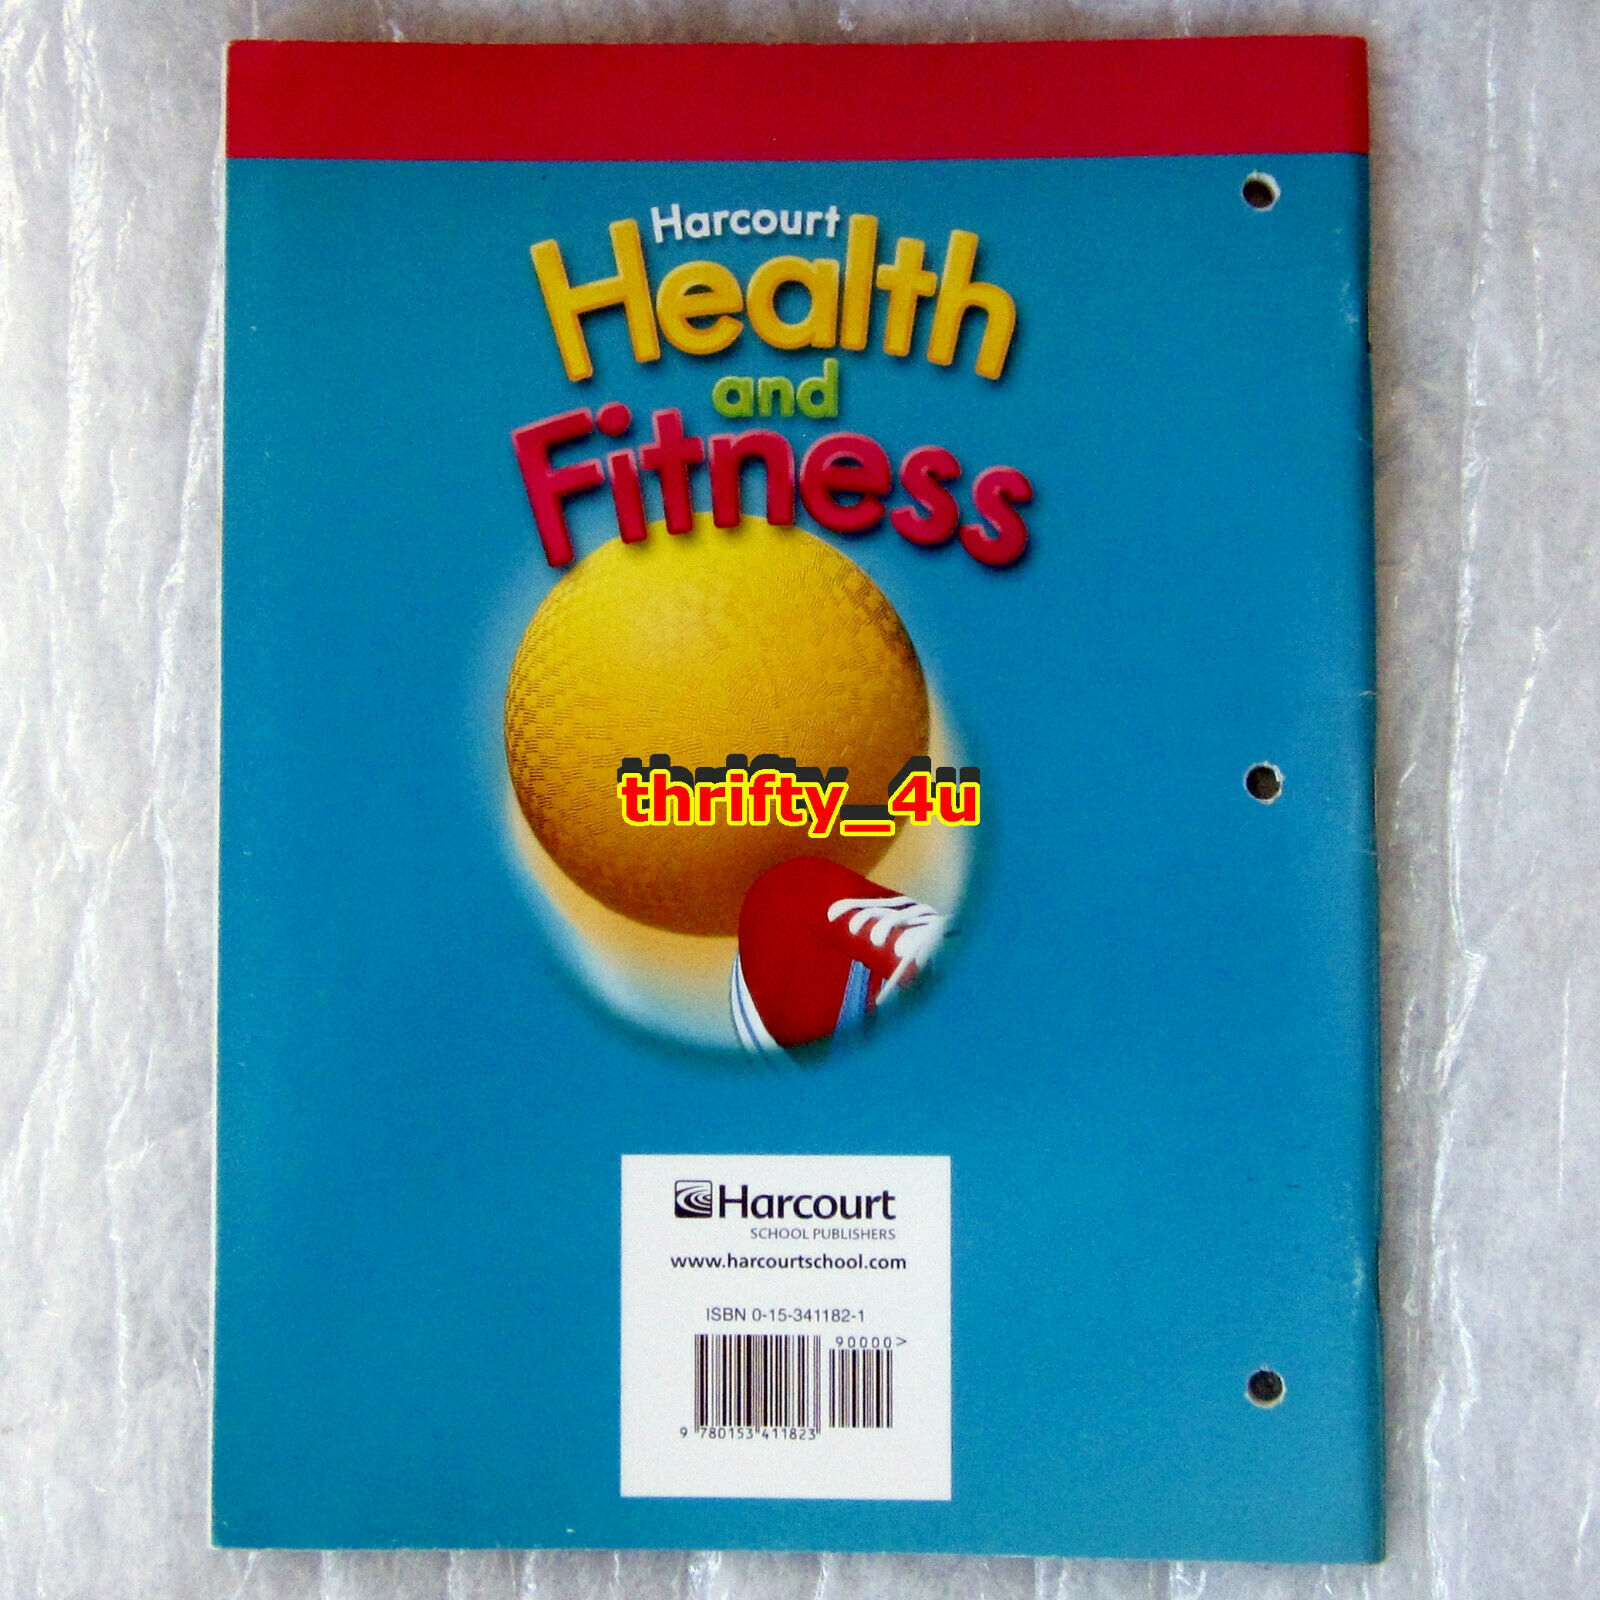 Harcourt
Health
and
Fitness
thrifty_4u
Harcourt
SCHOOL PUBLISHERS
www.harcourtschool.com
ISBN 0-15-341182-1
90000>
9 780153 411823